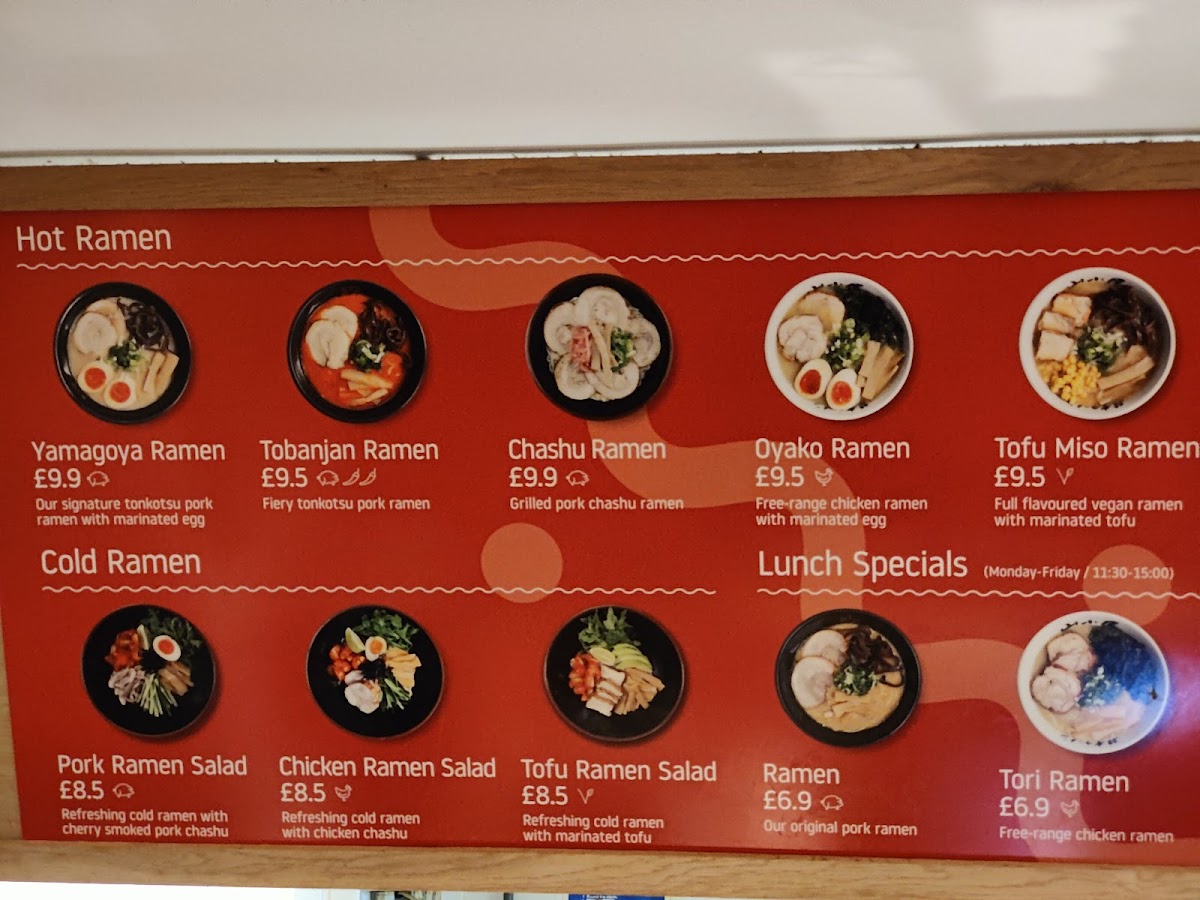 Hot Ramen
Yamagoya Ramen
£9.9
Our signature tonkotsu pork
ramen with marinated egg
Tobanjan Ramen
£9.5
Fiery tonkotsu pork ramen
Chashu Ramen
£9.9
Grilled pork chashu ramen
Oyako Ramen
£9.5
Free-range chicken ramen
with marinated egg
Tofu Miso Ramen
£9.5
Full flavoured vegan ramen
with marinated tofu
Cold Ramen
Pork Ramen Salad
£8.5
Refreshing cold ramen with
cherry smoked pork chashu
Chicken Ramen Salad
£8.5
Refreshing cold ramen
with chicken chashu
Tofu Ramen Salad
£8.5
Refreshing cold ramen
with marinated tofu
Lunch Specials (Monday-Friday / 11:30-15:00)
Ramen
£6.9
Our original pork ramen
Tori Ramen
£6.9
Free-range chicken ramen